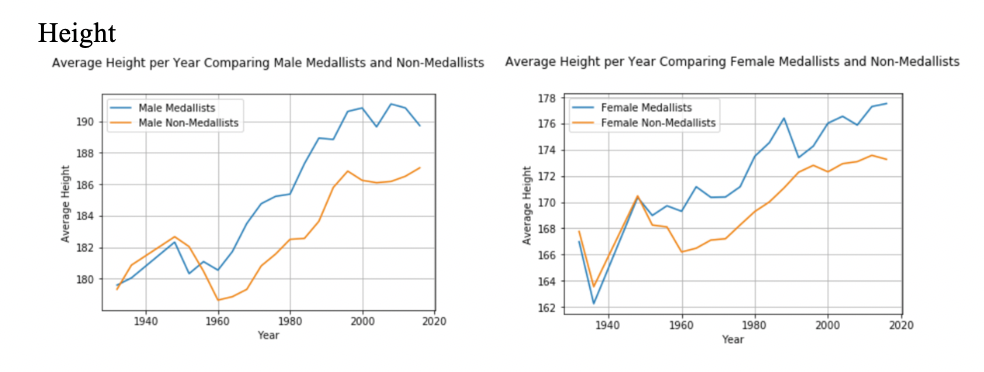 Height
Average Height per Year Comparing Male Medallists and Non-Medallists
Male Medallists
Male Non-Medallists
190
188
186
184
182
180
Average Height
1940
1960
1980
2000
2020
Year
Average Height per Year Comparing Female Medallists and Non-Medallists
Female Medallists
Female Non-Medallists
178
176
174
172
170
168
166
164
162
Average Height
1940
1960
1980
2000
2020
Year